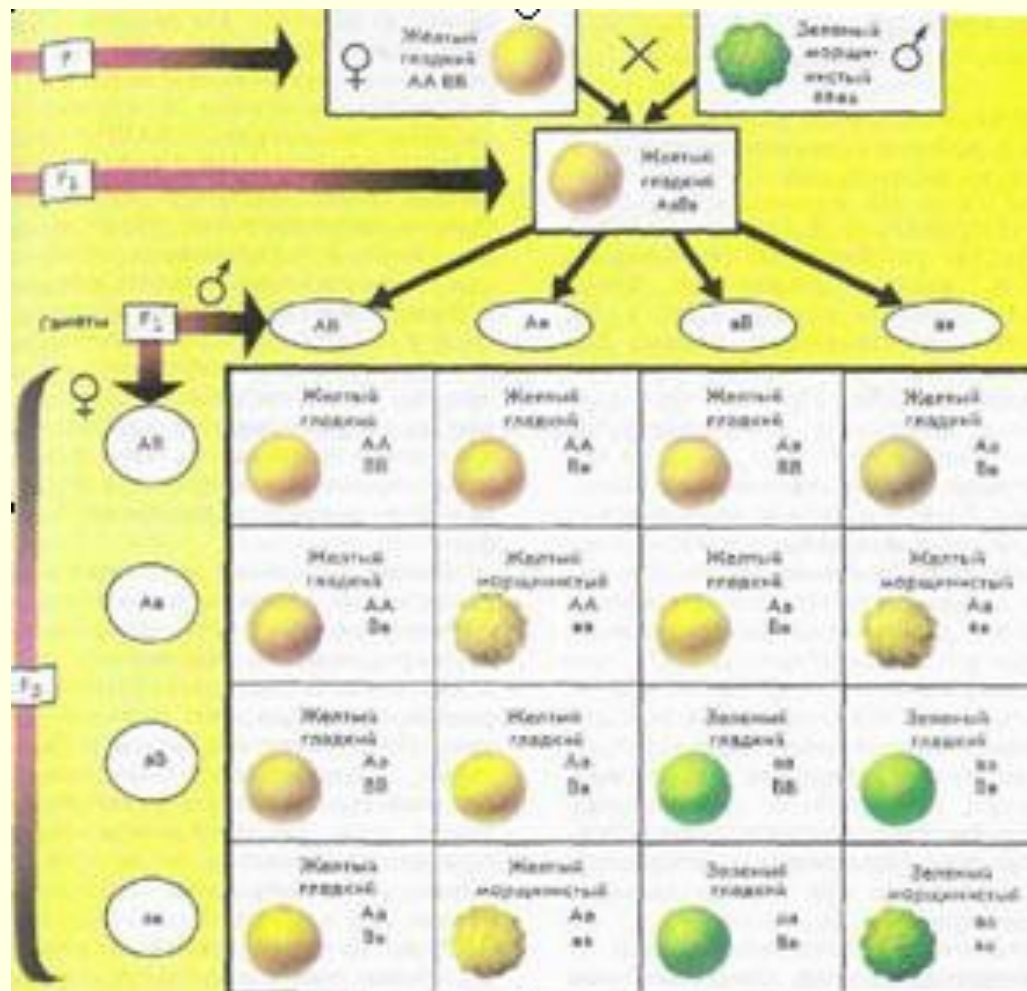 Р
♀
Желтый
гладкий
АА ВВ
×
Зеленый
морщи-
нистый
♂
F₁
Желтый
гладкий
АаВв
Гаметы
F₁
♂
АВ
Ав
аВ
ав
♀
F₂
АВ
Желтый
гладкий
АА
ВВ
Желтый
гладкий
АА
Вв
Желтый
гладкий
Аа
ВВ
Желтый
гладкий
Аа
Вв
Ав
Желтый
гладкий
АА
Вв
Желтый
морщинистый
АА
вв
Желтый
гладкий
Аа
Вв
Желтый
морщинистый
Аа
вв
аВ
Желтый
гладкий
Аа
ВВ
Желтый
гладкий
Аа
Вв
Зеленый
гладкий
аа
ВВ
Зеленый
гладкий
аа
Вв
ав
Желтый
гладкий
Аа
Вв
Желтый
морщинистый
Аа
вв
Зеленый
гладкий
аа
Вв
Зеленый
морщинистый
аа
вв